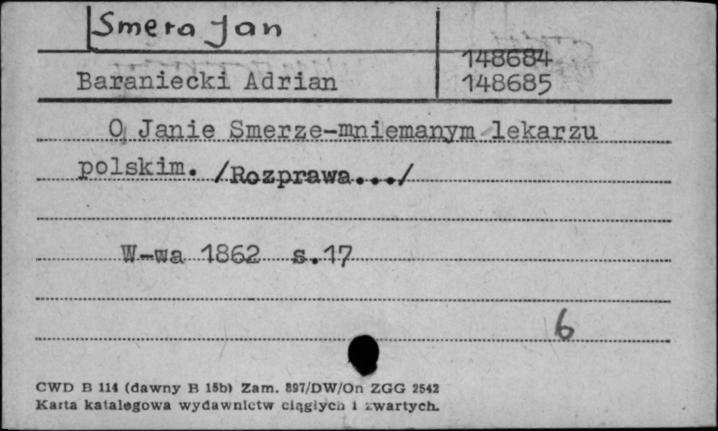 Smera Jan
148684
Baraniecki Adrian 148685
O Janie Smerze-mniemanym lekarzu
polskim. /Rozprawa.../
W-wa 1862 s.17
6
CWD B 114 (dawny B 15b) Zam. 897/DW/On ZGG 2542
Karta katalogowa wydawnictw ciągłych i zwartych.